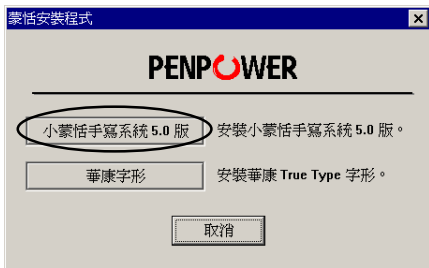 蒙恬安裝程式
PENPOWER
小蒙恬手寫系統 5.0 版
安裝小蒙恬手寫系統 5.0 版。
華康字形
安裝華康 True Type 字形。
取消